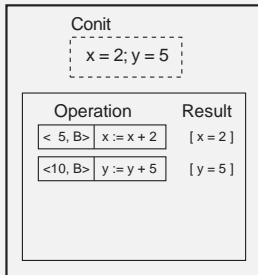 Conit
x = 2; y = 5
Operation Result
< 5, B> x := x + 2 [ x = 2 ]
<10, B> y := y + 5 [ y = 5 ]